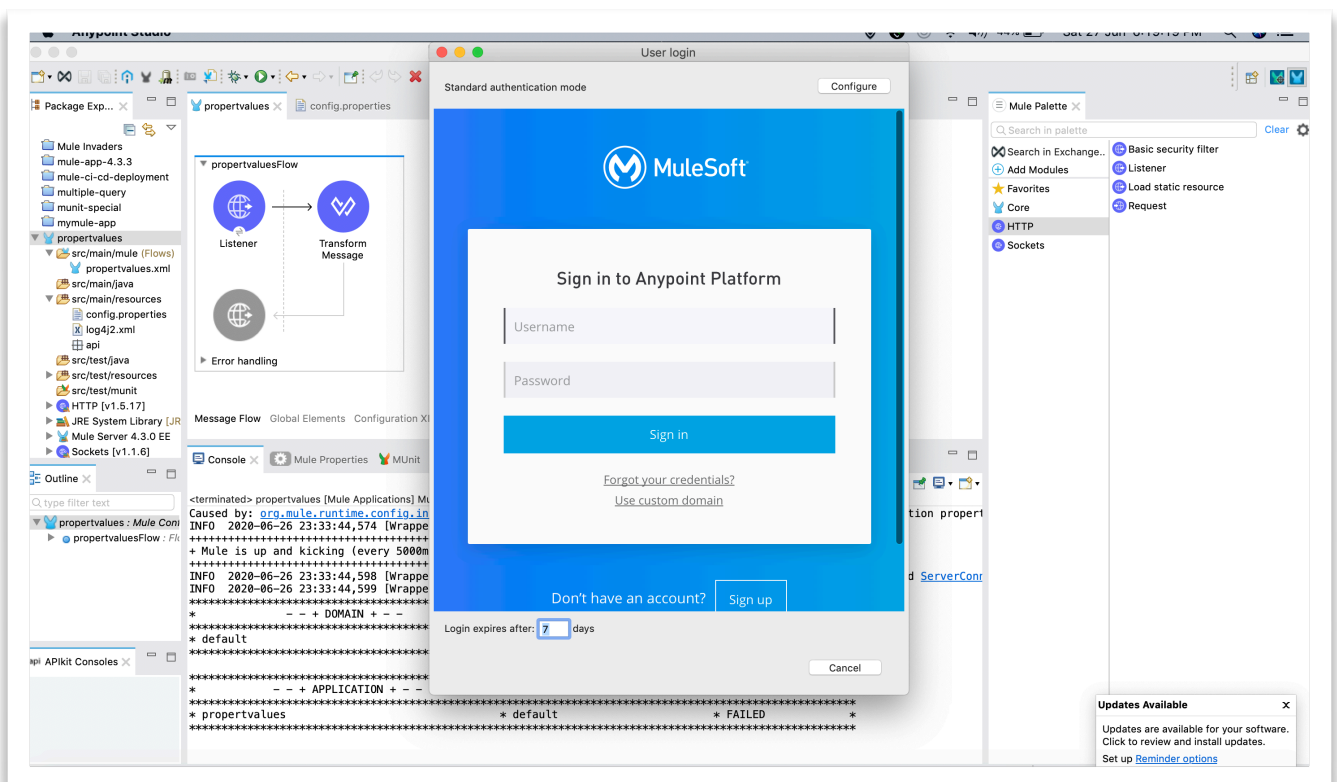 Anypoint Studio
44%
Sat 27 Jun 6:19:19 PM
User login
Standard authentication mode
Configure
MuleSoft
Sign in to Anypoint Platform
Username
Password
Sign in
Forgot your credentials?
Use custom domain
Don't have an account?
Sign up
Login expires after: 7 days
Cancel
Package Exp...
Mule Invaders
mule-app-4.3.3
mule-ci-cd-deployment
multiple-query
munit-special
mymule-app
propertvalues
src/main/mule (Flows)
propertvalues.xml
src/main/java
src/main/resources
config.properties
log4j2.xml
api
src/test/java
src/test/resources
src/test/munit
HTTP [v1.5.17]
JRE System Library [JR
Mule Server 4.3.0 EE
Sockets [v1.1.6]
Outline
type filter text
propertvalues : Mule Conf
propertvaluesFlow : Flo
api APIkit Consoles
propertvalues
config.properties
propertvaluesFlow
Listener
Transform
Message
Error handling
Message Flow
Global Elements
Configuration X
Console
Mule Properties
MUnit
<terminated> propertvalues [Mule Applications] Mu
Caused by: org.mule.runtime.config.in
tion propert
INFO 2020-06-26 23:33:44,574 [Wrappe
++++++++++++++++++++++++++++++++++
+ Mule is up and kicking (every 5000m
++++++++++++++++++++++++++++++++++
INFO 2020-06-26 23:33:44,598 [Wrappe
d ServerConn
INFO 2020-06-26 23:33:44,599 [Wrappe
**********************************
* - - + DOMAIN + - -
**********************************
* default
**********************************
**********************************
* - - + APPLICATION + - -
**********************************
* propertvalues * default * FAILED *
**********************************
Mule Palette
Search in palette
Clear
Search in Exchange..
Add Modules
Favorites
Core
HTTP
Sockets
Basic security filter
Listener
Load static resource
Request
Updates Available x
Updates are available for your software.
Click to review and install updates.
Set up Reminder options